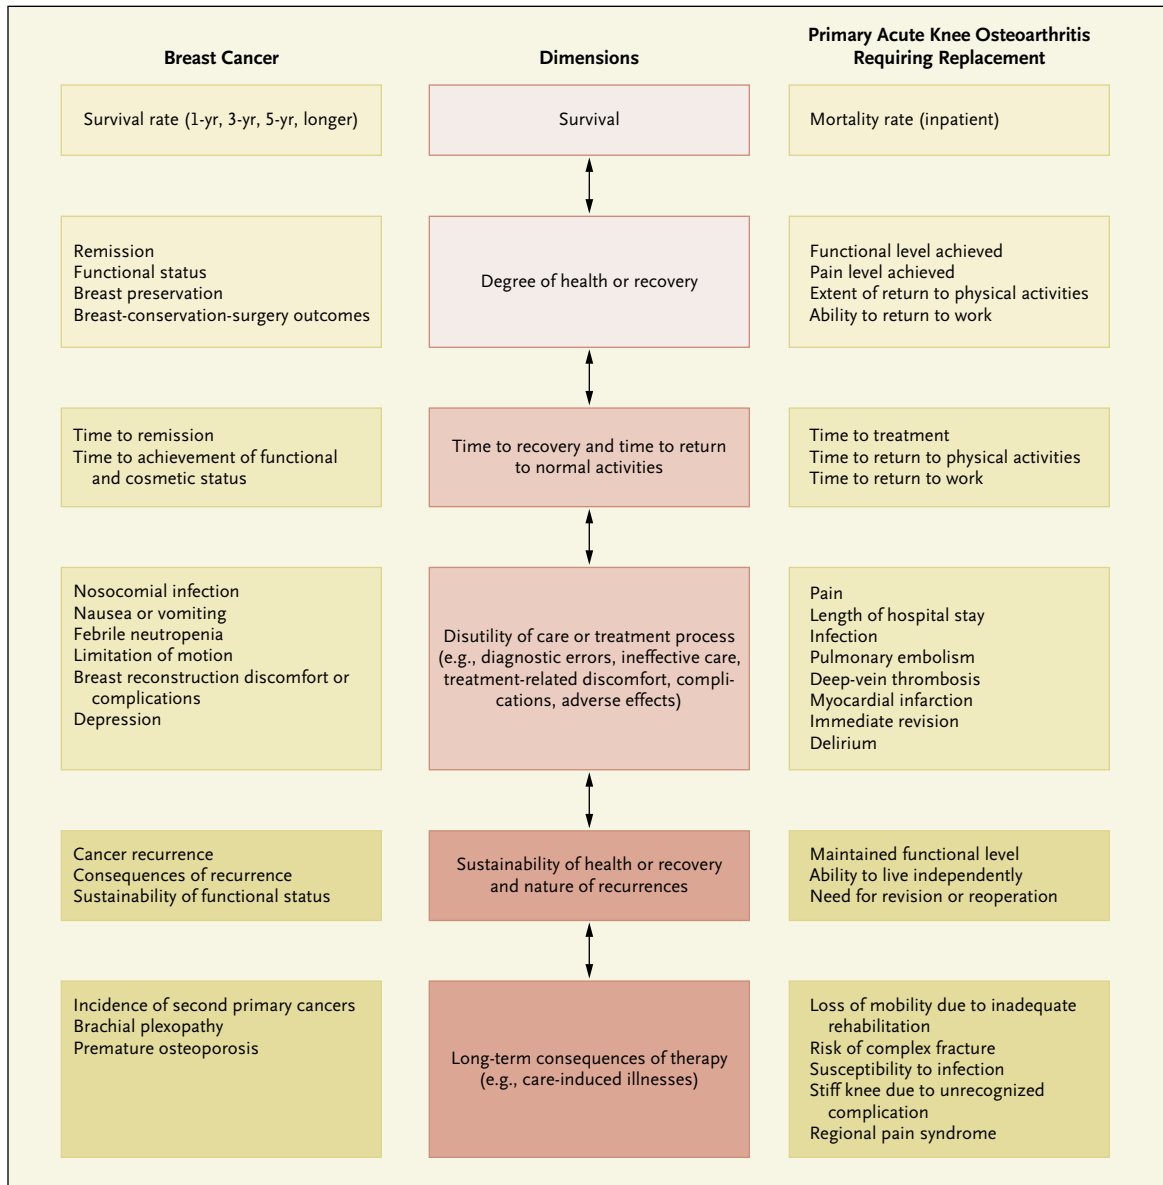 Breast Cancer
Dimensions
Primary Acute Knee Osteoarthritis
Requiring Replacement
Survival rate (1-yr, 3-yr, 5-yr, longer)
Survival
Mortality rate (inpatient)
Remission
Functional status
Breast preservation
Breast-conservation-surgery outcomes
Degree of health or recovery
Functional level achieved
Pain level achieved
Extent of return to physical activities
Ability to return to work
Time to remission
Time to achievement of functional
and cosmetic status
Time to recovery and time to return
to normal activities
Time to treatment
Time to return to physical activities
Time to return to work
Nosocomial infection
Nausea or vomiting
Febrile neutropenia
Limitation of motion
Breast reconstruction discomfort or
complications
Depression
Disutility of care or treatment process
(e.g., diagnostic errors, ineffective care,
treatment-related discomfort, compli-
cations, adverse effects)
Pain
Length of hospital stay
Infection
Pulmonary embolism
Deep-vein thrombosis
Myocardial infarction
Immediate revision
Delirium
Cancer recurrence
Consequences of recurrence
Sustainability of functional status
Sustainability of health or recovery
and nature of recurrences
Maintained functional level
Ability to live independently
Need for revision or reoperation
Incidence of second primary cancers
Brachial plexopathy
Premature osteoporosis
Long-term consequences of therapy
(e.g., care-induced illnesses)
Loss of mobility due to inadequate
rehabilitation
Risk of complex fracture
Susceptibility to infection
Stiff knee due to unrecognized
complication
Regional pain syndrome